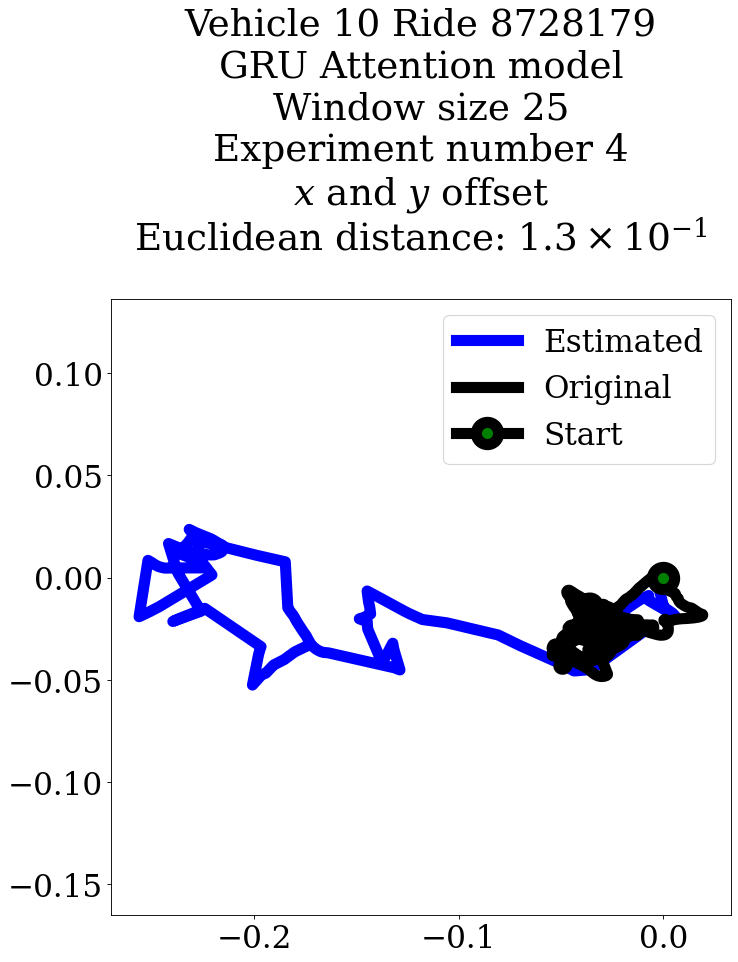 Vehicle 10 Ride 8728179
GRU Attention model
Window size 25
Experiment number 4
x and y offset
Euclidean distance: 1.3 × 10⁻¹
Estimated
Original
Start
0.10
0.05
0.00
−0.05
−0.10
−0.15
−0.2
−0.1
0.0